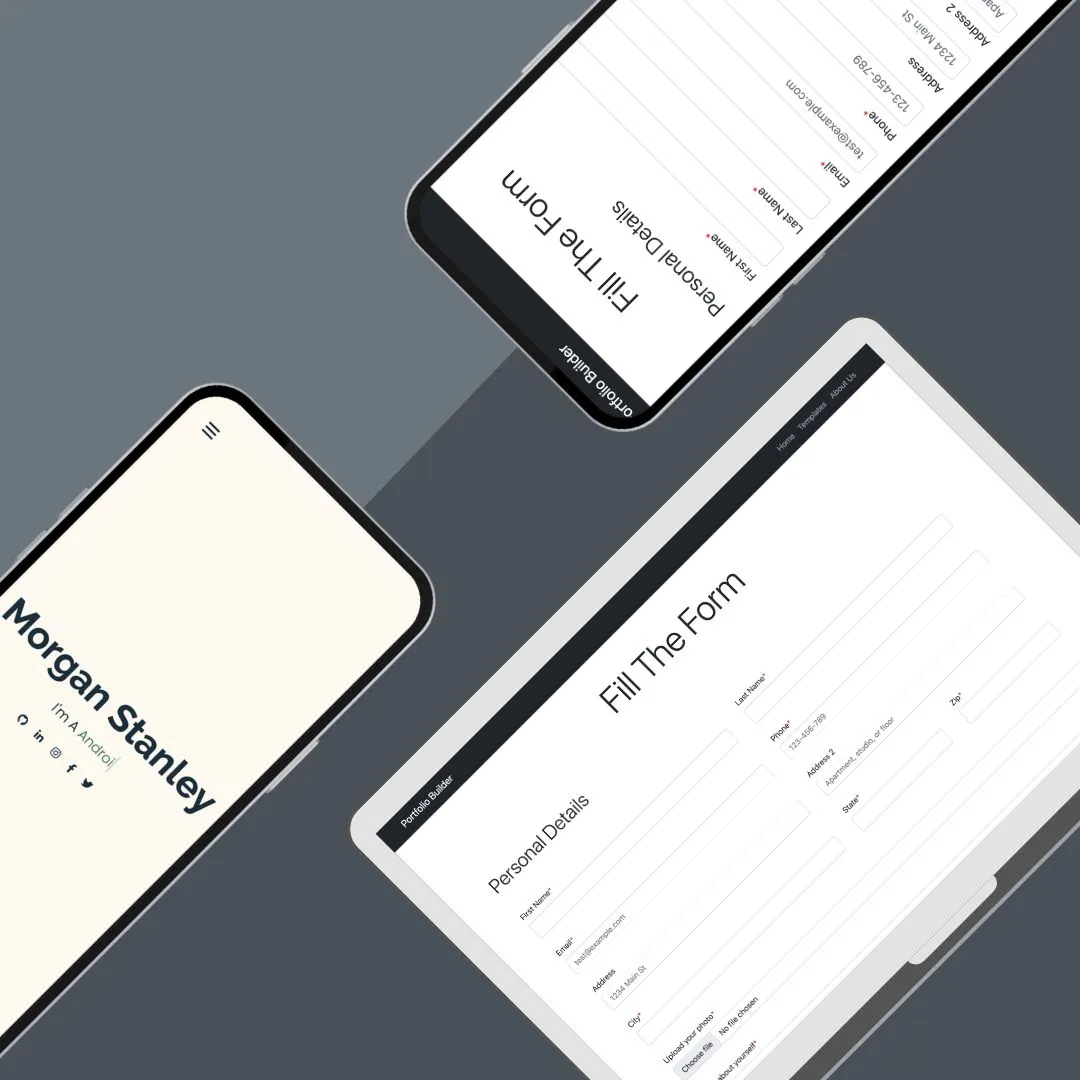 Address 2
1234 Main St
Address
123-456-789
Phone*
test@example.com
Email*
Last Name*
First Name*
Personal Details
Fill The Form
ortfolio Builder
Morgan Stanley
I'm A Androi
Portfolio Builder
Home Templates About Us
Fill The Form
Personal Details
First Name*
Last Name*
Email*
test@example.com
Phone*
123-456-789
Address
1234 Main St
Address 2
Apartment, studio, or floor
City*
State*
Zip*
Upload your photo*
Choose file No file chosen
about yourself*